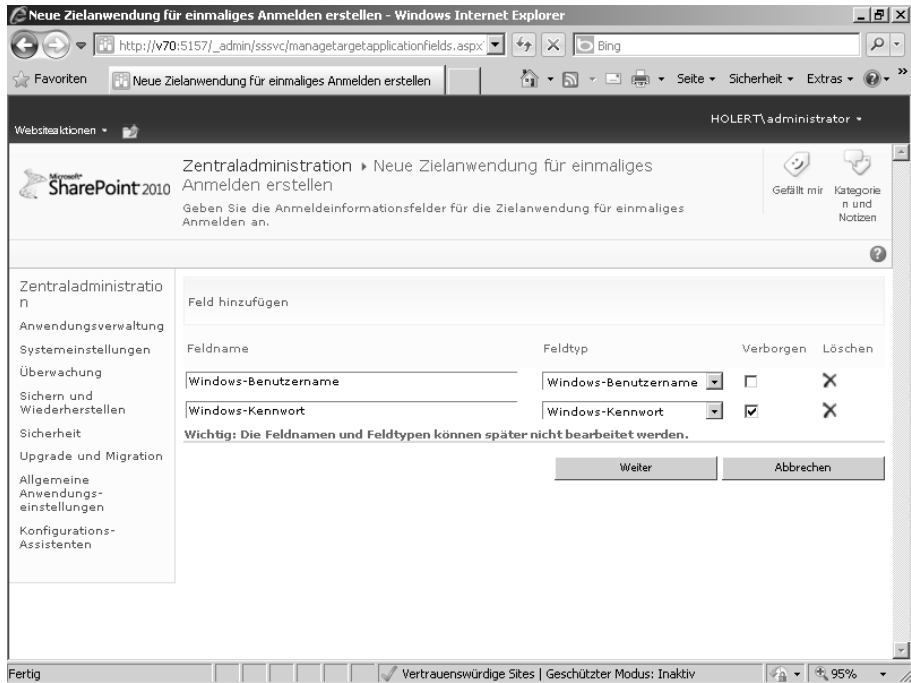 Neue Zielanwendung für einmaliges Anmelden erstellen - Windows Internet Explorer
http://v70:5157/_admin/sssvc/managetargetapplicationfields.aspx
Bing
Favoriten
Neue Zielanwendung für einmaliges Anmelden erstellen
Seite
Sicherheit
Extras
Websiteaktionen
HOLERT\administrator
Microsoft
SharePoint 2010
Zentraladministration ▸ Neue Zielanwendung für einmaliges
Anmelden erstellen
Geben Sie die Anmeldeinformationsfelder für die Zielanwendung für einmaliges
Anmelden an.
Gefällt mir
Kategorie
n und
Notizen
Zentraladministratio
n
Anwendungsverwaltung
Systemeinstellungen
Überwachung
Sichern und
Wiederherstellen
Sicherheit
Upgrade und Migration
Allgemeine
Anwendungs-
einstellungen
Konfigurations-
Assistenten
Feld hinzufügen
Feldname Feldtyp Verborgen Löschen
Windows-Benutzername Windows-Benutzername
Windows-Kennwort Windows-Kennwort
Wichtig: Die Feldnamen und Feldtypen können später nicht bearbeitet werden.
Weiter Abbrechen
Fertig
Vertrauenswürdige Sites | Geschützter Modus: Inaktiv
95%